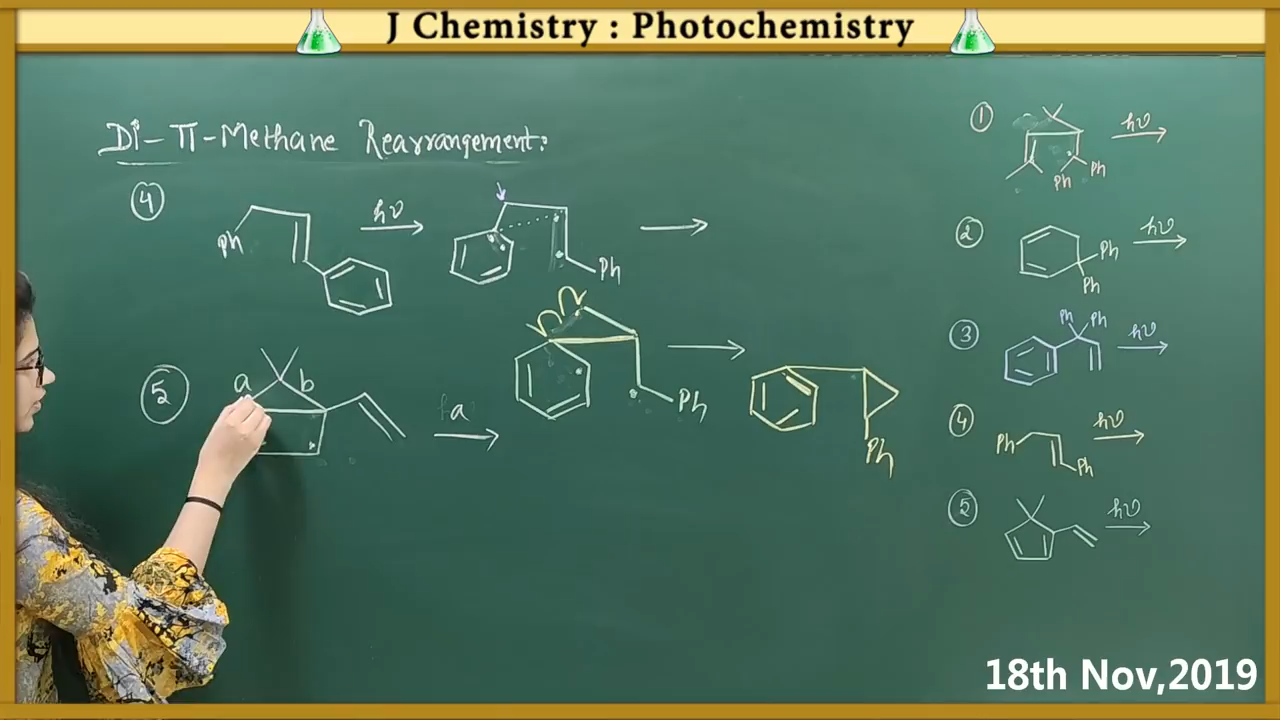 J Chemistry : Photochemistry
Di-π-Methane Rearrangement:
④
Ph
hν
Ph
Ph
Ph
⑤
a
b
a
① hν
Ph Ph
② hν
Ph
Ph
③ Ph Ph hν
④ Ph hν
Ph
⑤ hν
18th Nov,2019